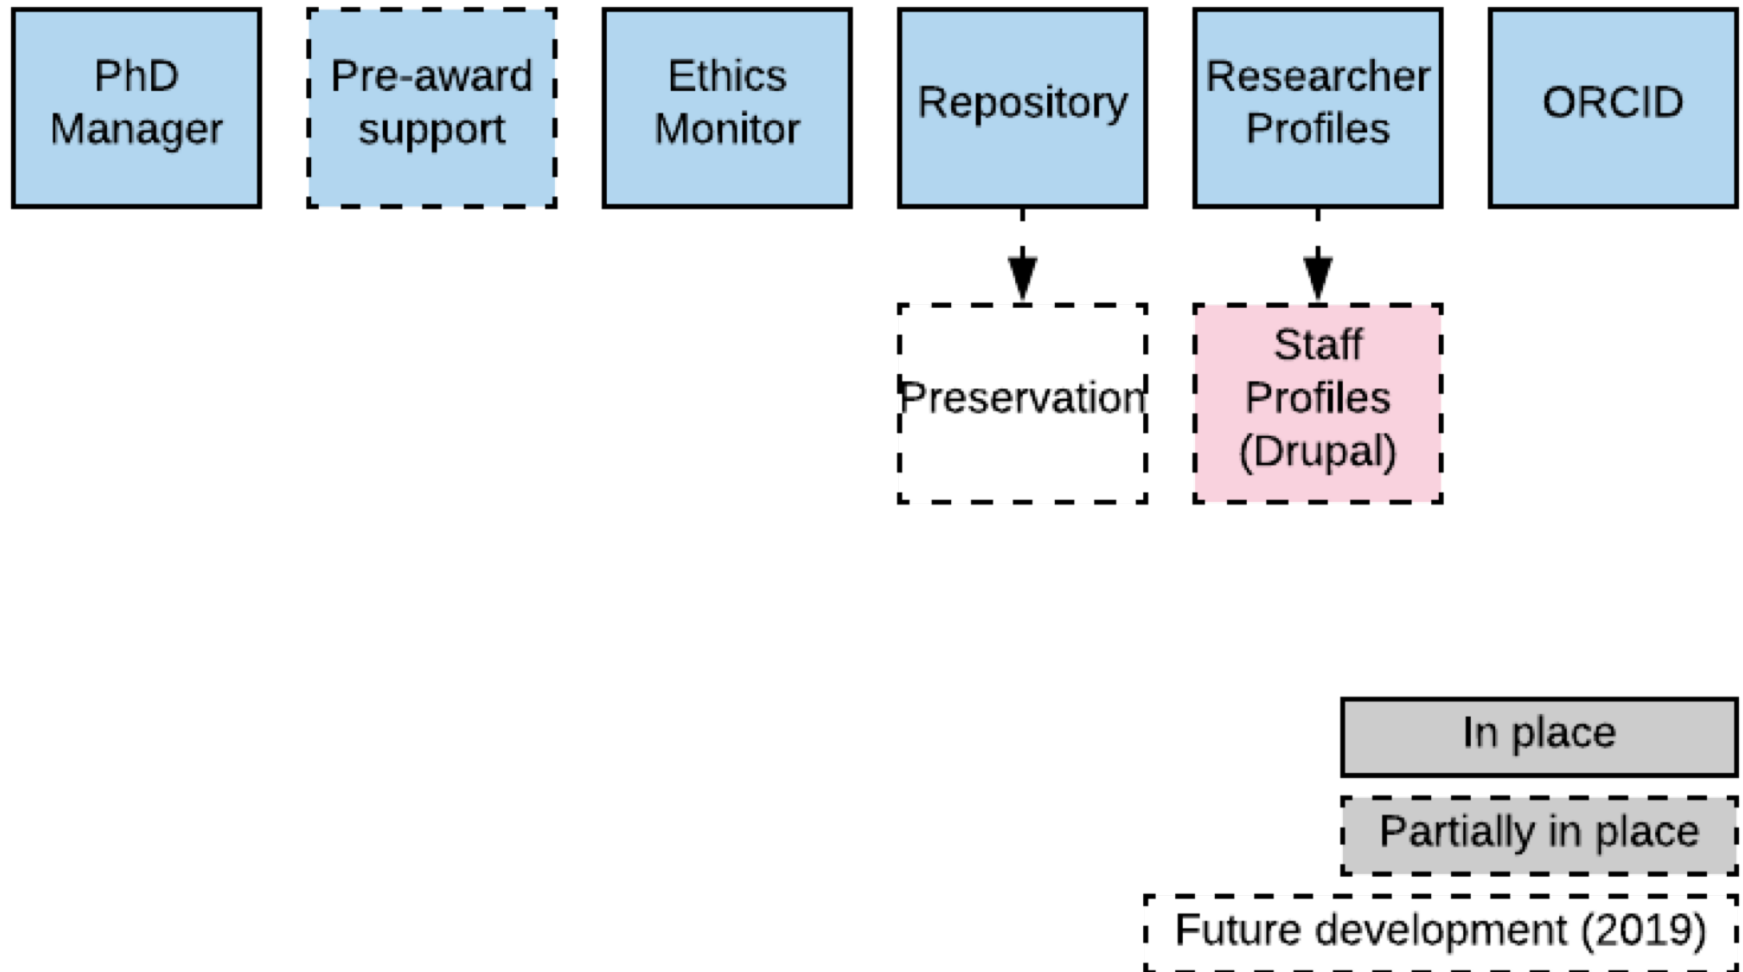 PhD
Manager
Pre-award
support
Ethics
Monitor
Repository
Researcher
Profiles
ORCID
Preservation
Staff
Profiles
(Drupal)
In place
Partially in place
Future development (2019)